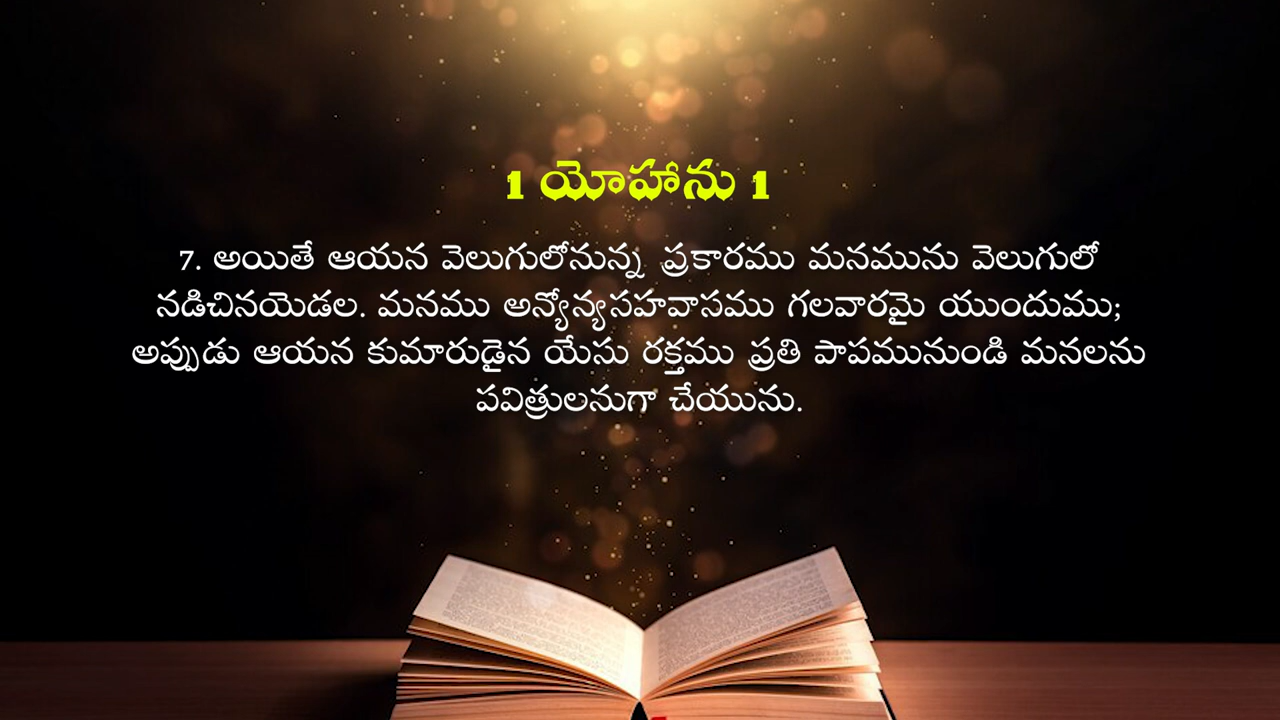 1 యోహాను 1
7. అయితే ఆయన వెలుగులోనున్న ప్రకారము మనమును వెలుగులో
నడిచినయెడల. మనము అన్యోన్యసహవాసము గలవారమై యుందుము;
అప్పుడు ఆయన కుమారుడైన యేసు రక్తము ప్రతి పాపమునుండి మనలను
పవిత్రులనుగా చేయును.